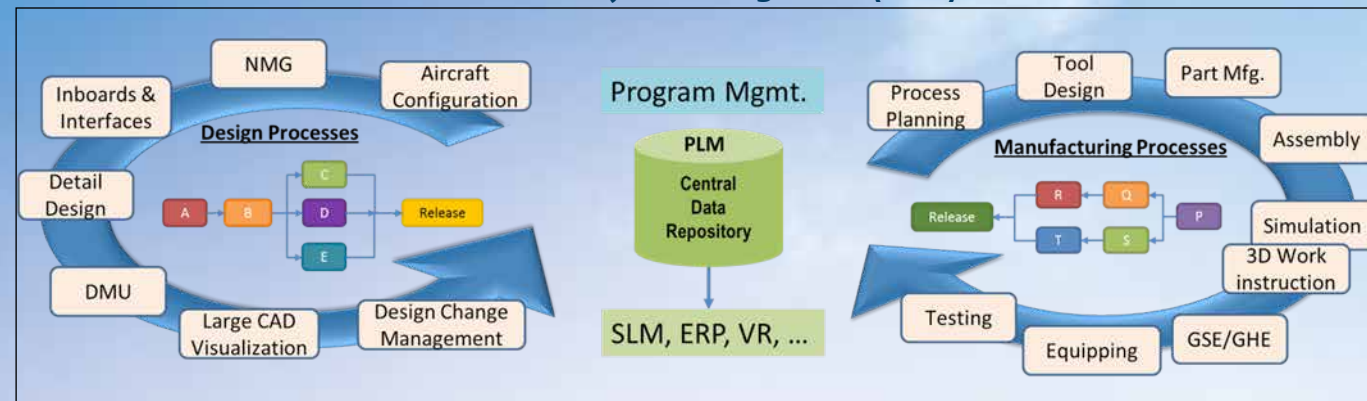 NMG
Aircraft
Configuration
Inboards &
Interfaces
Design Processes
Detail
Design
A
B
C
D
E
Release
DMU
Large CAD
Visualization
Design Change
Management
Program Mgmt.
PLM
Central
Data
Repository
SLM, ERP, VR, ...
Process
Planning
Tool
Design
Part Mfg.
Assembly
Manufacturing Processes
Release
R
Q
P
T
S
Simulation
3D Work
instruction
GSE/GHE
Equipping
Testing